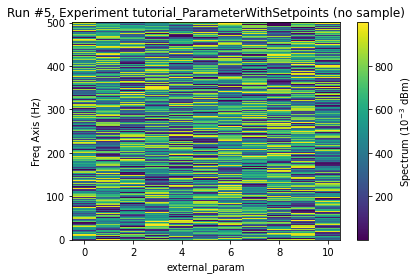 Run #5, Experiment tutorial_ParameterWithSetpoints (no sample)
500
400
300
200
100
0
Freq Axis (Hz)
0 2 4 6 8 10
external_param
800
600
400
200
Spectrum (10⁻³ dBm)